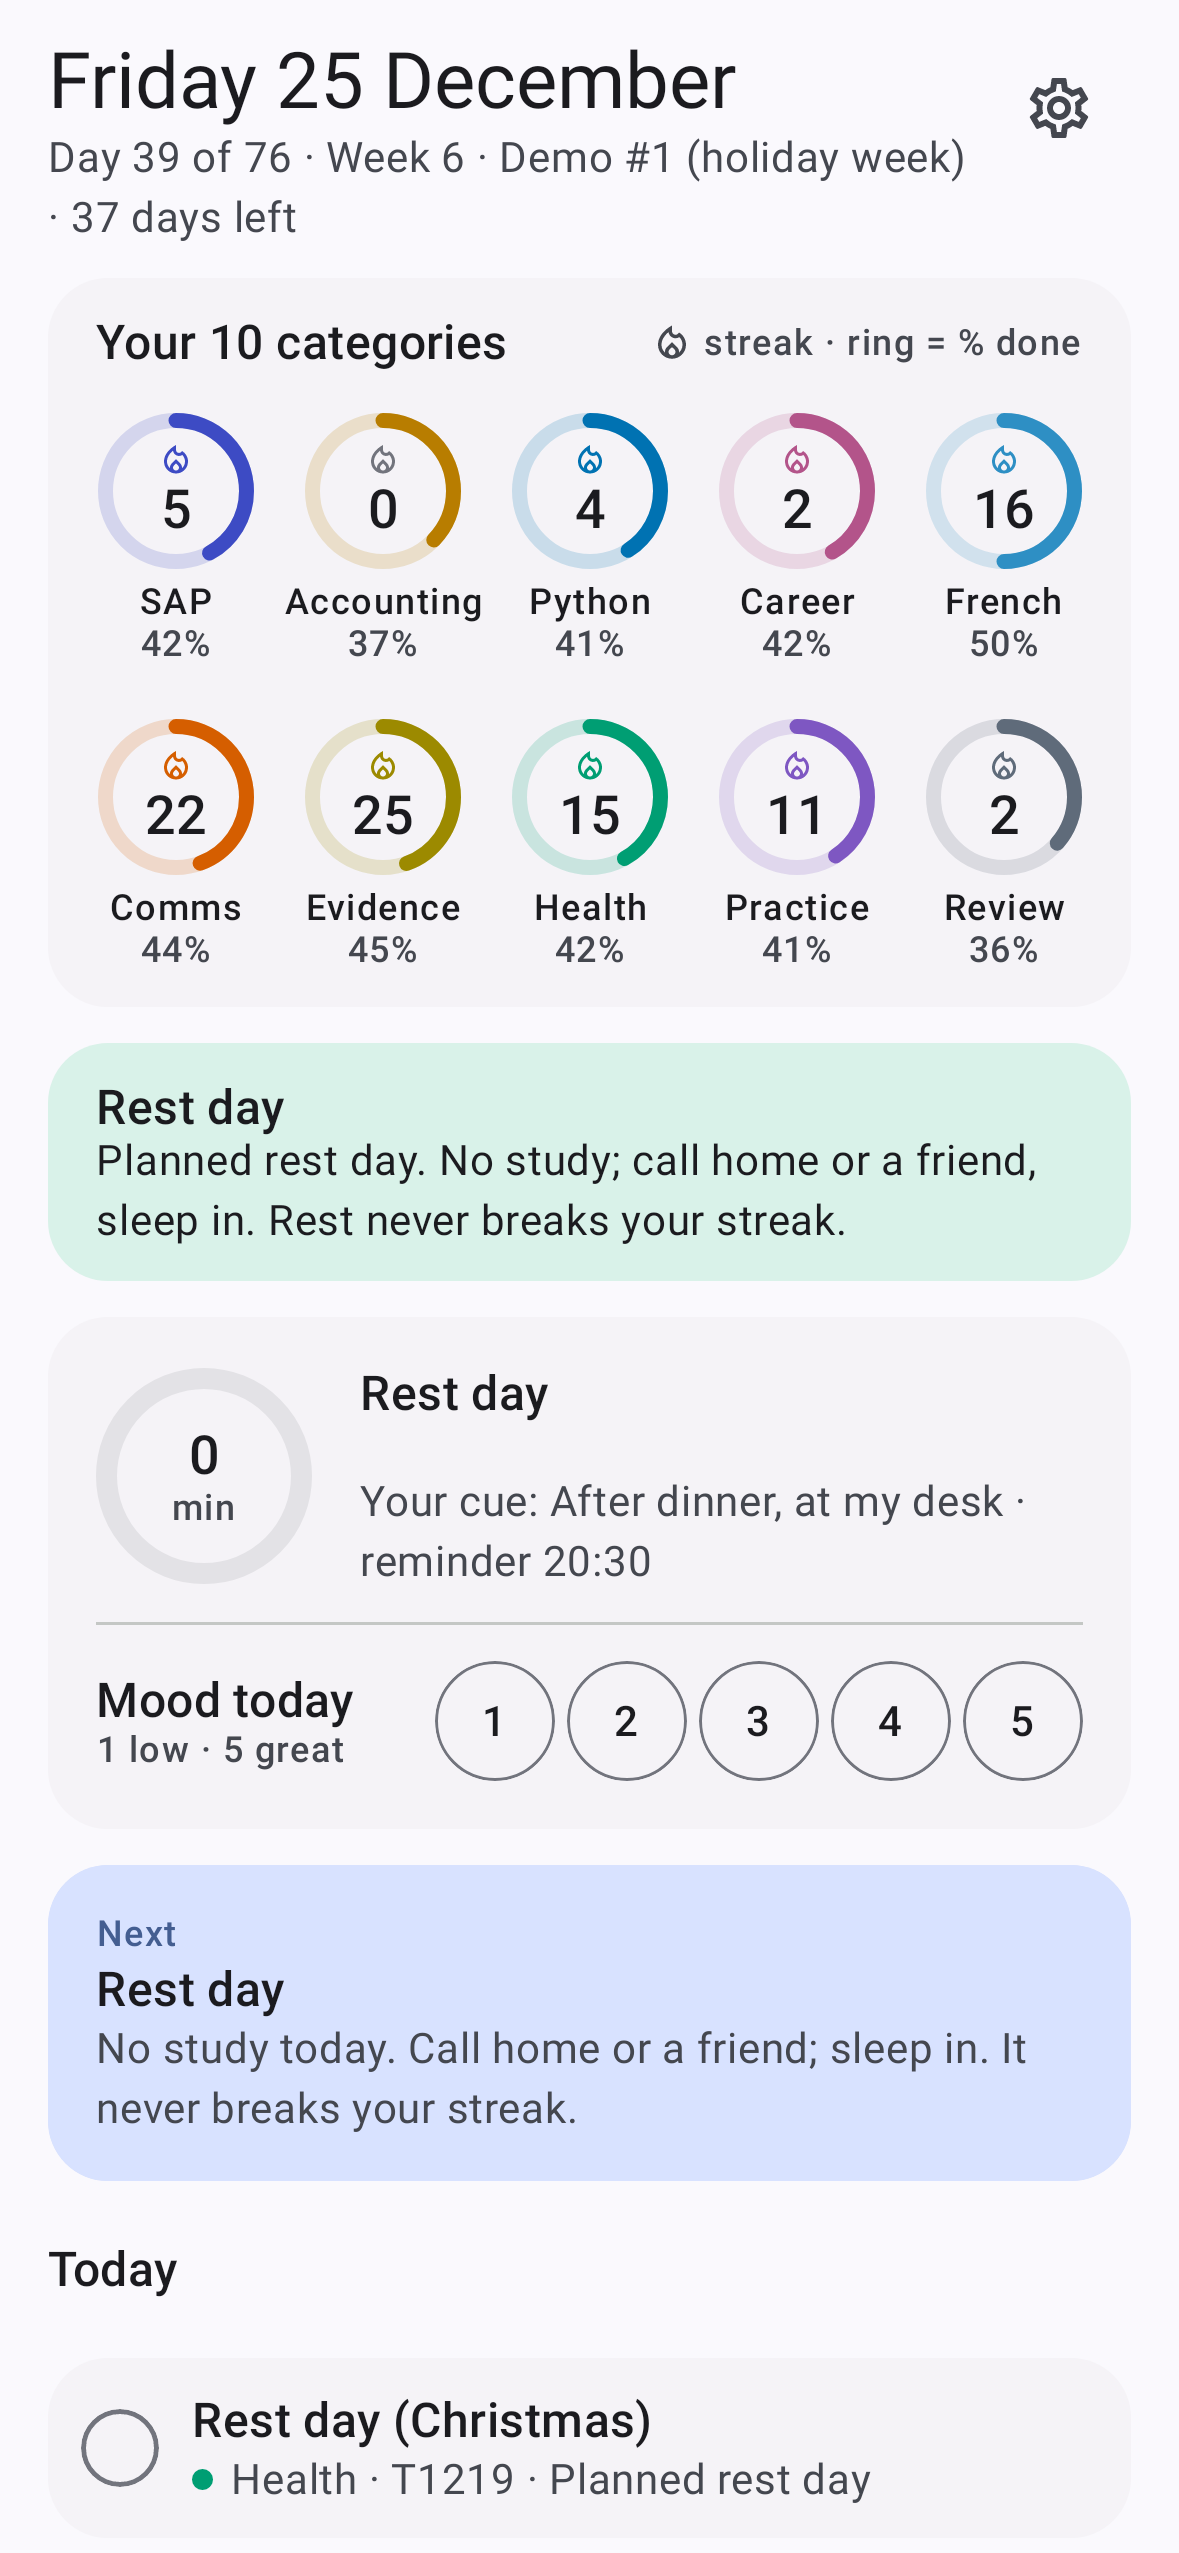 Friday 25 December
Day 39 of 76 · Week 6 · Demo #1 (holiday week)
· 37 days left
Your 10 categories
streak · ring = % done
5
0
4
2
16
SAP
Accounting
Python
Career
French
42%
37%
41%
42%
50%
22
25
15
11
2
Comms
Evidence
Health
Practice
Review
44%
45%
42%
41%
36%
Rest day
Planned rest day. No study; call home or a friend,
sleep in. Rest never breaks your streak.
0
min
Rest day
Your cue: After dinner, at my desk ·
reminder 20:30
Mood today
1 low · 5 great
1
2
3
4
5
Next
Rest day
No study today. Call home or a friend; sleep in. It
never breaks your streak.
Today
Rest day (Christmas)
Health · T1219 · Planned rest day